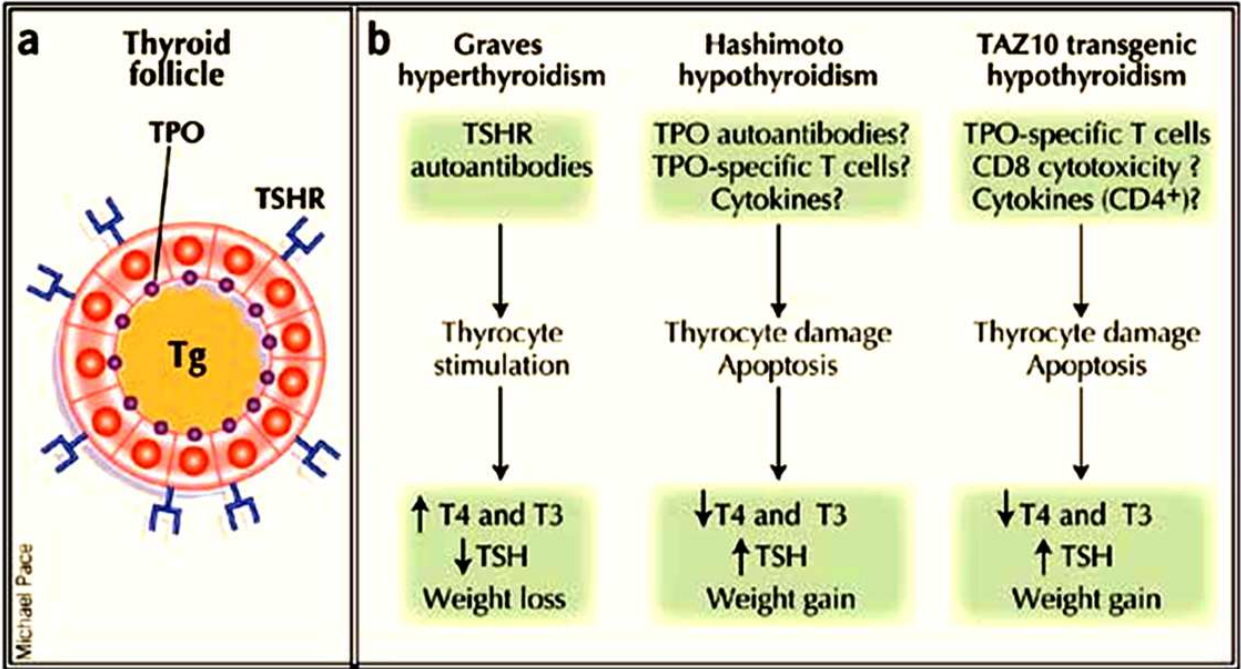 a
Thyroid
follicle
TPO
TSHR
Tg
Michael Pace
b
Graves
hyperthyroidism
TSHR
autoantibodies
Thyrocyte
stimulation
↑ T4 and T3
↓ TSH
Weight loss
Hashimoto
hypothyroidism
TPO autoantibodies?
TPO-specific T cells?
Cytokines?
Thyrocyte damage
Apoptosis
↓T4 and T3
↑ TSH
Weight gain
TAZ10 transgenic
hypothyroidism
TPO-specific T cells
CD8 cytotoxicity ?
Cytokines (CD4⁺)?
Thyrocyte damage
Apoptosis
↓T4 and T3
↑ TSH
Weight gain